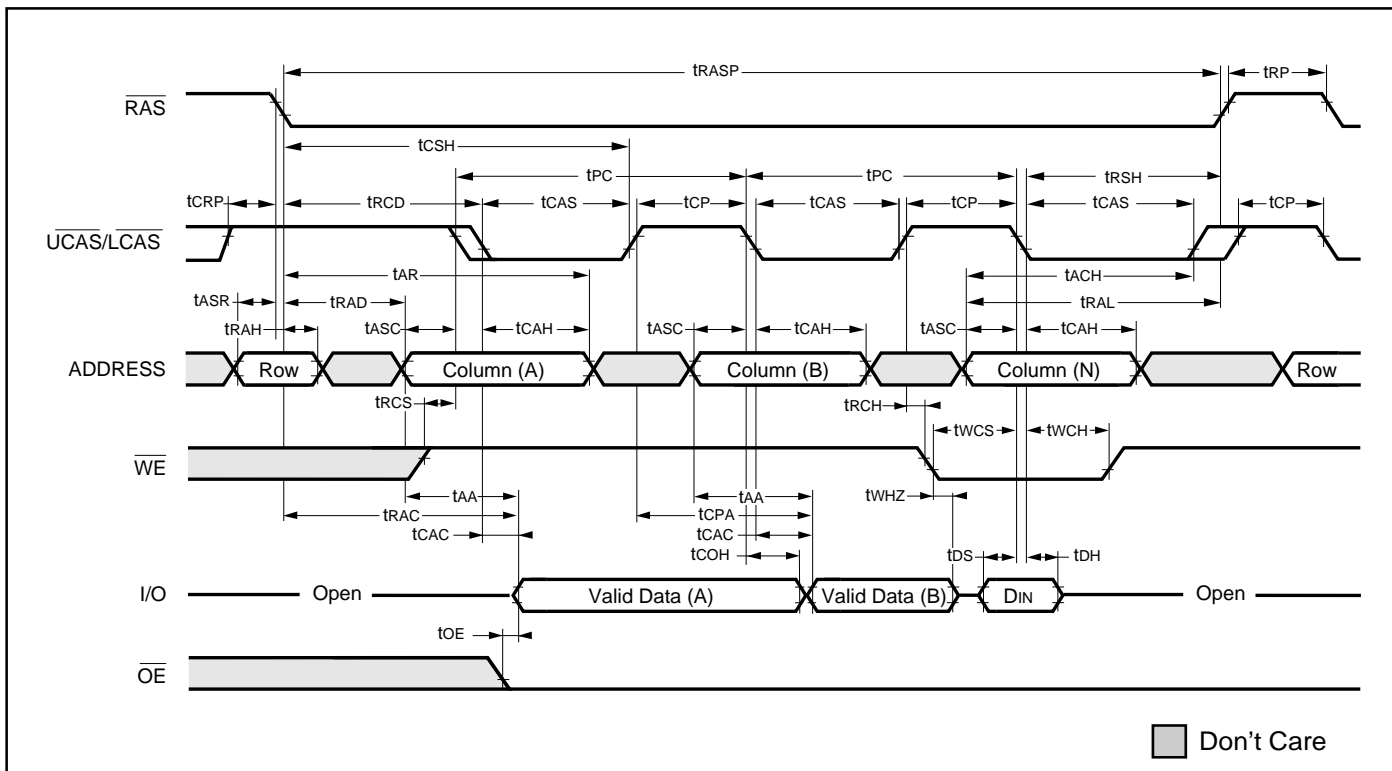 tRASP tRP
RAS
tCSH
tPC tPC tRSH
tCRP tRCD tCAS tCP tCAS tCP tCAS tCP
UCAS/LCAS
tAR tACH
tASR tRAD tRAL
tRAH tASC tCAH tASC tCAH tASC tCAH
ADDRESS Row Column (A) Column (B) Column (N) Row
tRCS tRCH
tWCS tWCH
WE
tAA tAA tWHZ
tRAC tCPA
tCAC tCAC
tCOH tDS tDH
I/O Open Valid Data (A) Valid Data (B) DIN Open
tOE
OE
Don't Care